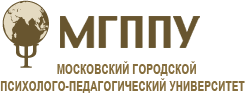 МГППУ
МОСКОВСКИЙ ГОРОДСКОЙ
ПСИХОЛОГО-ПЕДАГОГИЧЕСКИЙ УНИВЕРСИТЕТ